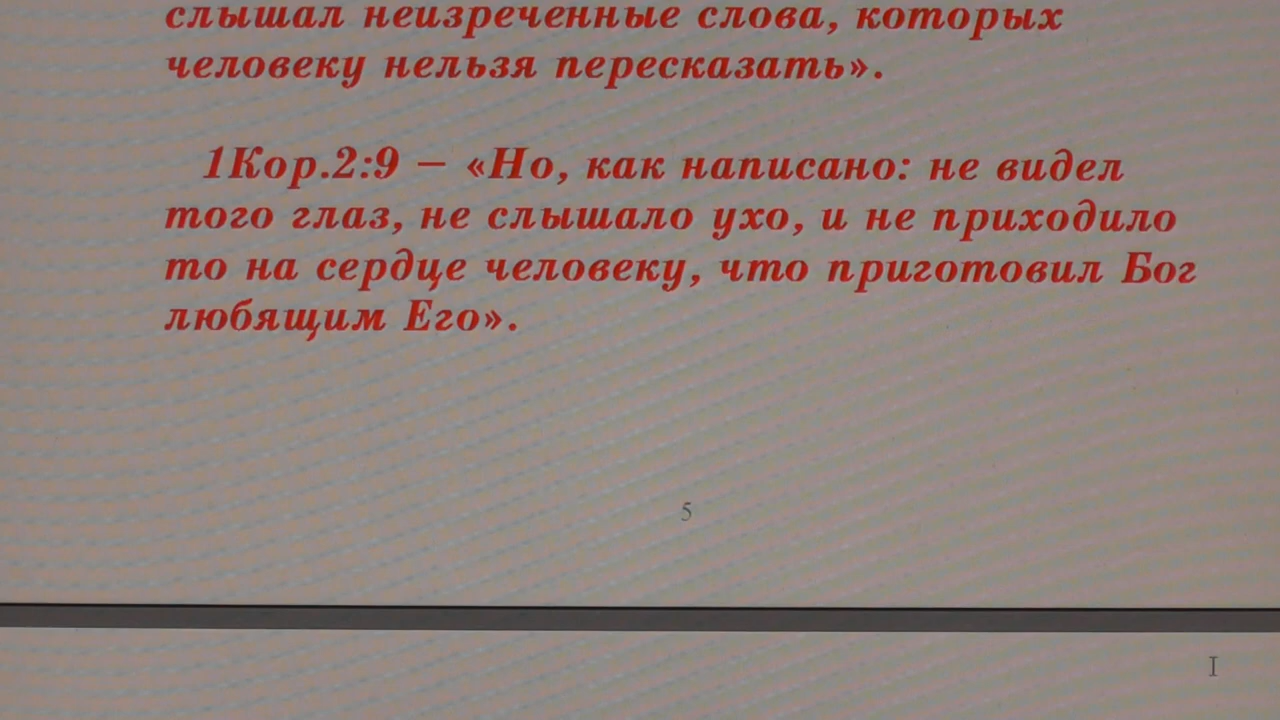 слышал неизреченные слова, которых
человеку нельзя пересказать».
1Кор.2:9 – «Но, как написано: не видел
того глаз, не слышало ухо, и не приходило
то на сердце человеку, что приготовил Бог
любящим Его».
5